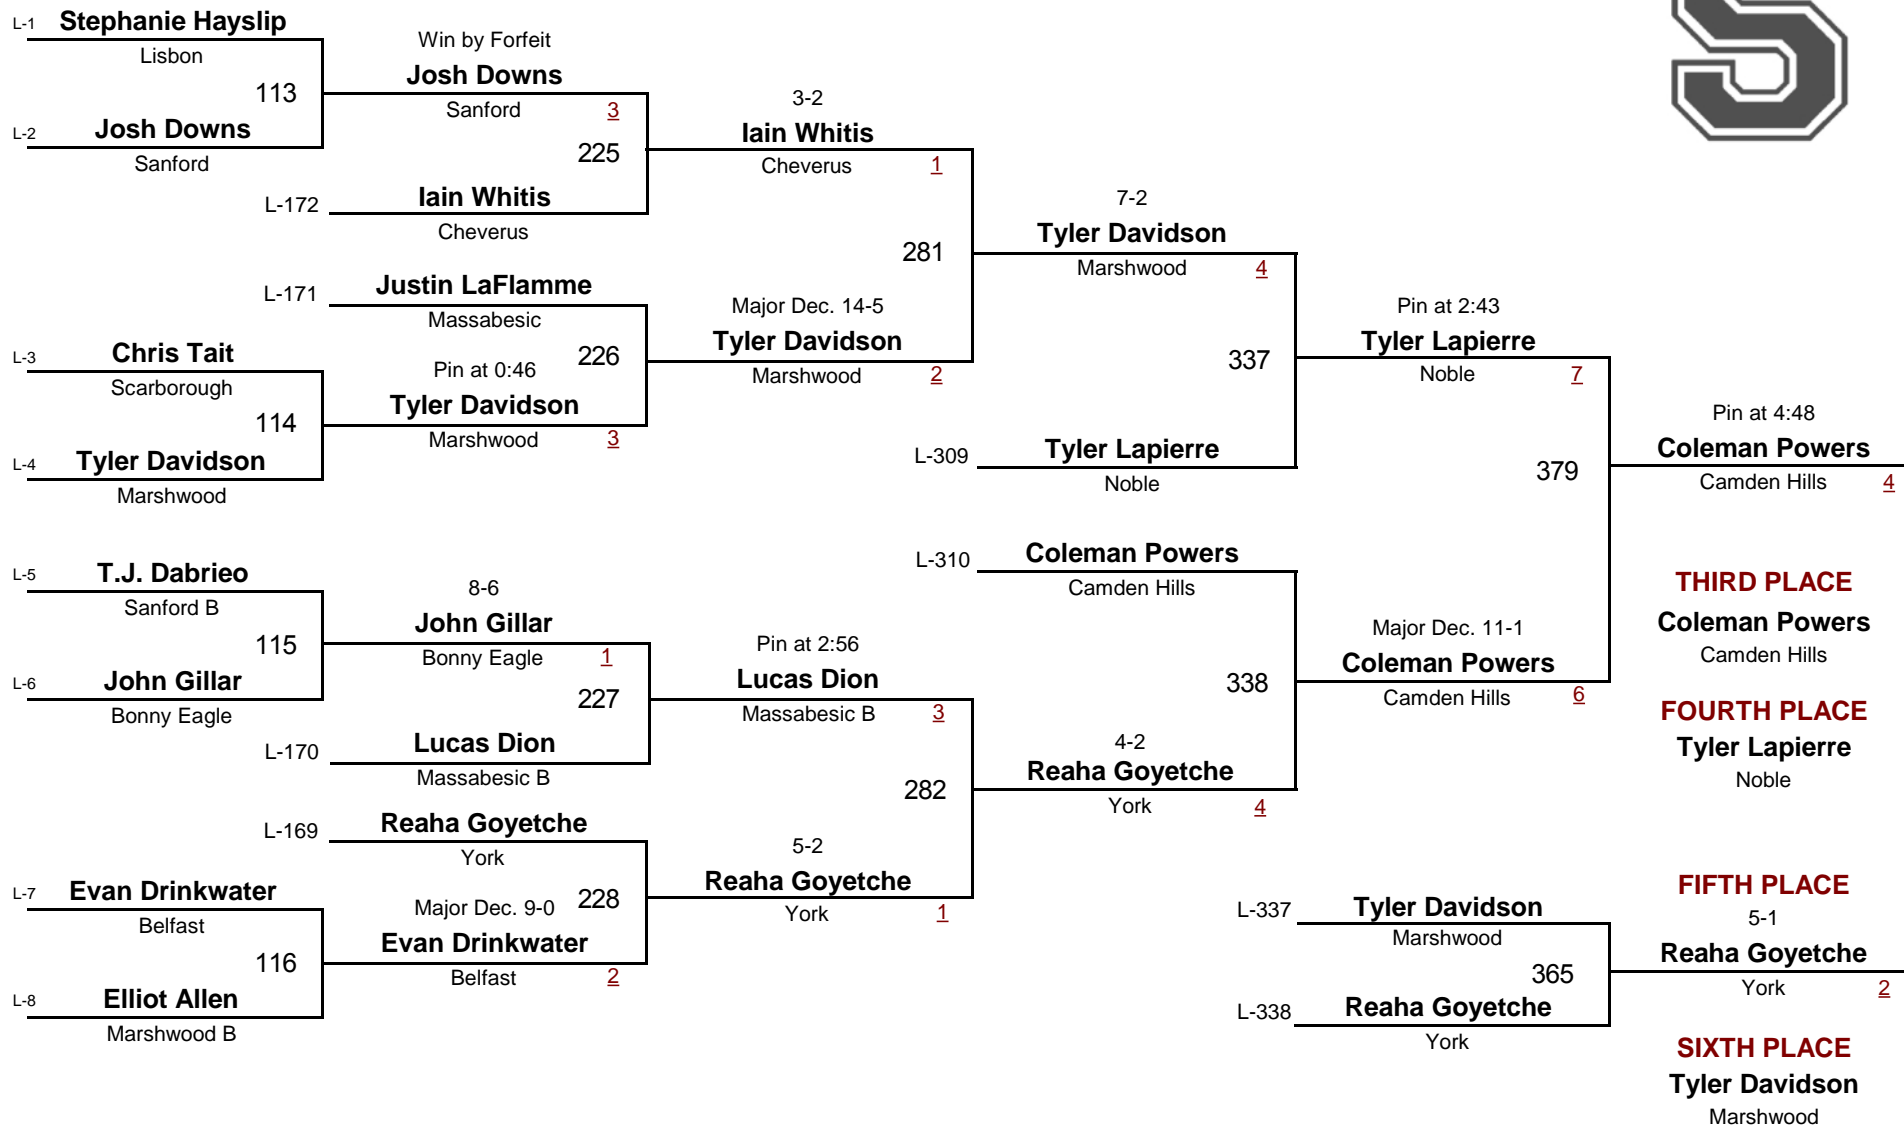 L-1 Stephanie Hayslip
Lisbon
113
L-2 Josh Downs
Sanford
Win by Forfeit
Josh Downs
Sanford 3
225
L-172 Iain Whitis
Cheverus
3-2
Iain Whitis
Cheverus 1
281
L-171 Justin LaFlamme
Massabesic
226
L-3 Chris Tait
Scarborough
114
L-4 Tyler Davidson
Marshwood
Pin at 0:46
Tyler Davidson
Marshwood 3
Major Dec. 14-5
Tyler Davidson
Marshwood 2
7-2
Tyler Davidson
Marshwood 4
337
L-309 Tyler Lapierre
Noble
Pin at 2:43
Tyler Lapierre
Noble 7
379
L-5 T.J. Dabrieo
Sanford B
115
L-6 John Gillar
Bonny Eagle
8-6
John Gillar
Bonny Eagle 1
227
L-170 Lucas Dion
Massabesic B
Pin at 2:56
Lucas Dion
Massabesic B 3
282
L-169 Reaha Goyetche
York
228
L-7 Evan Drinkwater
Belfast
116
L-8 Elliot Allen
Marshwood B
Major Dec. 9-0
Evan Drinkwater
Belfast 2
5-2
Reaha Goyetche
York 1
4-2
Reaha Goyetche
York 4
L-310 Coleman Powers
Camden Hills
338
Major Dec. 11-1
Coleman Powers
Camden Hills 6
Pin at 4:48
Coleman Powers
Camden Hills 4
THIRD PLACE
Coleman Powers
Camden Hills
FOURTH PLACE
Tyler Lapierre
Noble
L-337 Tyler Davidson
Marshwood
365
L-338 Reaha Goyetche
York
FIFTH PLACE
5-1
Reaha Goyetche
York 2
SIXTH PLACE
Tyler Davidson
Marshwood
S